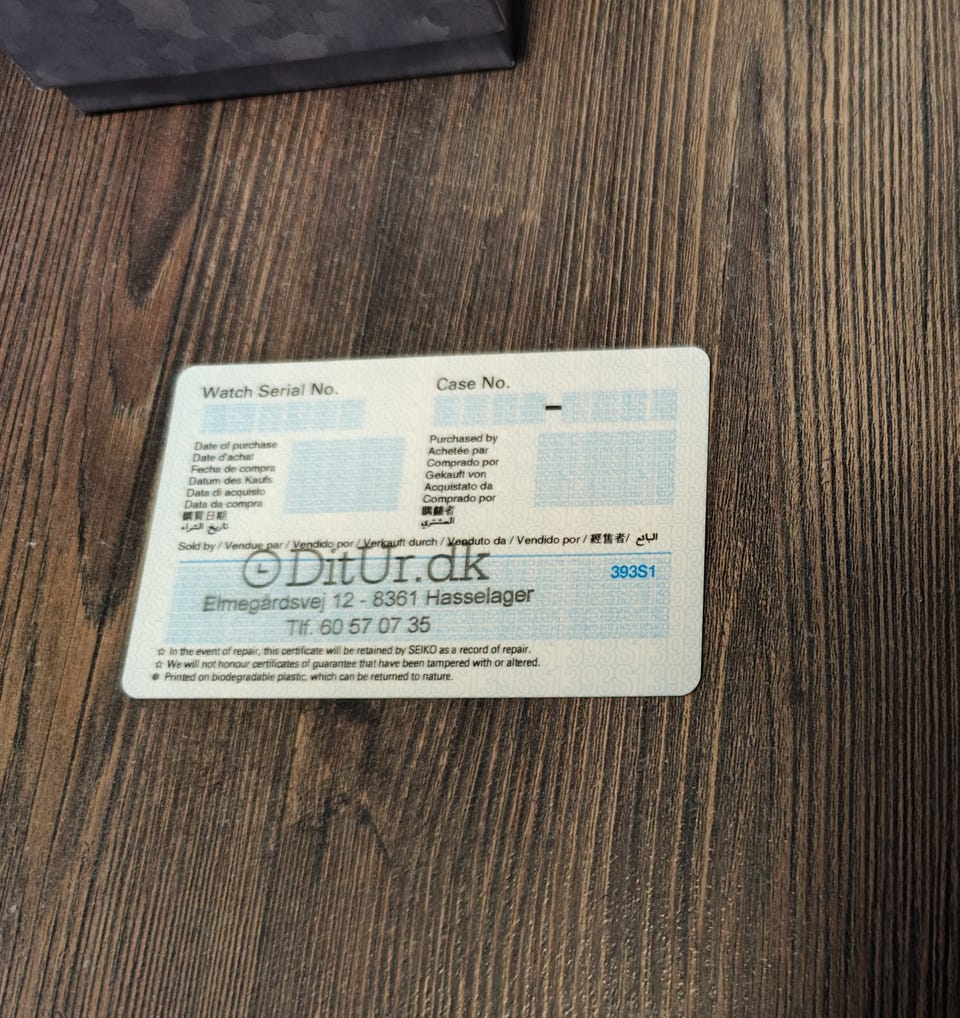 Watch Serial No.
Case No.
–
Date of purchase
Date d'achat
Fecha de compra
Datum des Kaufs
Data di acquisto
Data da compra
購買日期
تاريخ الشراء
Purchased by
Achetée par
Comprado por
Gekauft von
Acquistato da
Comprado por
購錶者
المشتري
Sold by / Vendue par / Vendido por / Verkauft durch / Venduto da / Vendido por / 經售者/ البائع
DitUr.dk
393S1
Elmegårdsvej 12 - 8361 Hasselager
Tlf. 60 57 07 35
☆ In the event of repair, this certificate will be retained by SEIKO as a record of repair.
☆ We will not honour certificates of guarantee that have been tampered with or altered.
❊ Printed on biodegradable plastic, which can be returned to nature.